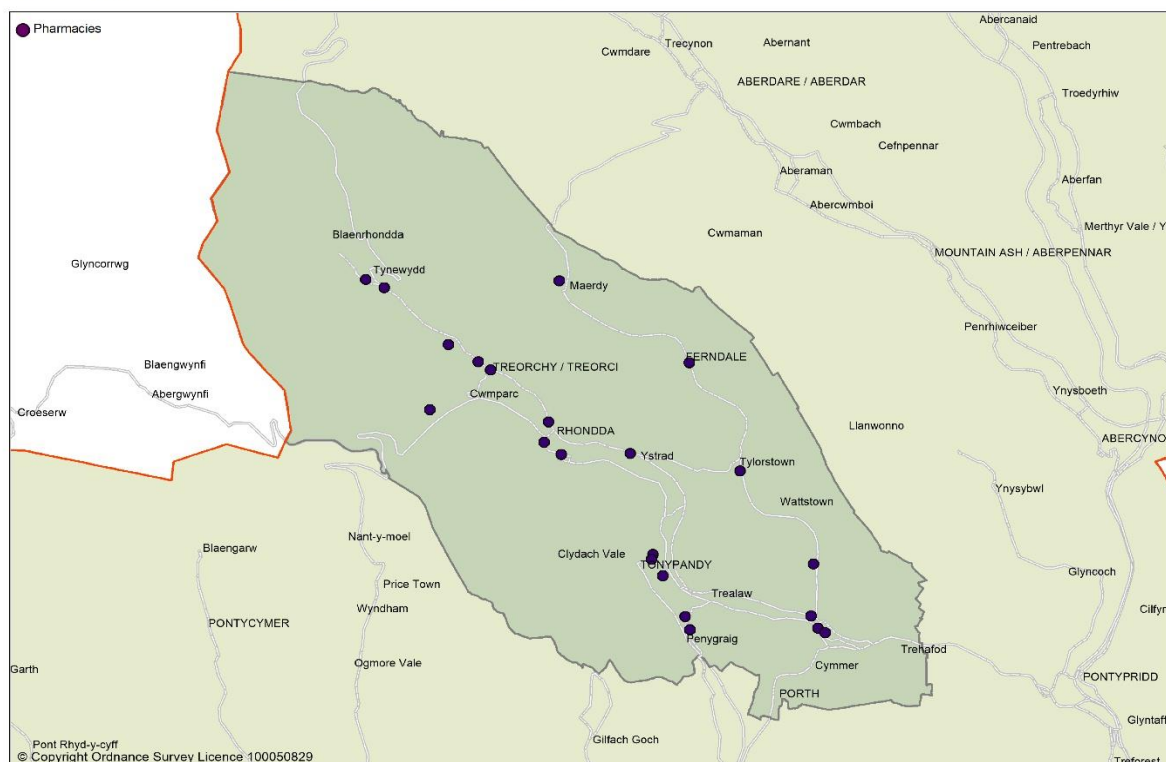 Pharmacies
Abercanaid
Trecynon
Abernant
Pentrebach
Cwmdare
ABERDARE / ABERDAR
Troedyrhiw
Cwmbach
Cefnpennar
Aberaman
Aberfan
Abercwmboi
Merthyr Vale / Y
Blaenrhondda
Cwmaman
MOUNTAIN ASH / ABERPENNAR
Glyncorrwg
Tynewydd
Maerdy
Penrhiwceiber
FERNDALE
Blaengwynfi
TREORCHY / TREORCI
Abergwynfi
Cwmparc
Ynysboeth
Croeserw
RHONDDA
Llanwonno
ABERCYNO
Ystrad
Tylorstown
Ynysybwl
Wattstown
Nant-y-moel
Blaengarw
Clydach Vale
TONYPANDY
Glyncoch
Price Town
Trealaw
Wyndham
Cilfyn
PONTYCYMER
Penygraig
Trehafod
Garth
Ogmore Vale
Cymmer
PONTYPRIDD
PORTH
Glyntaff
Pont Rhyd-y-cyff
Gilfach Goch
© Copyright Ordnance Survey Licence 100050829
Treforest